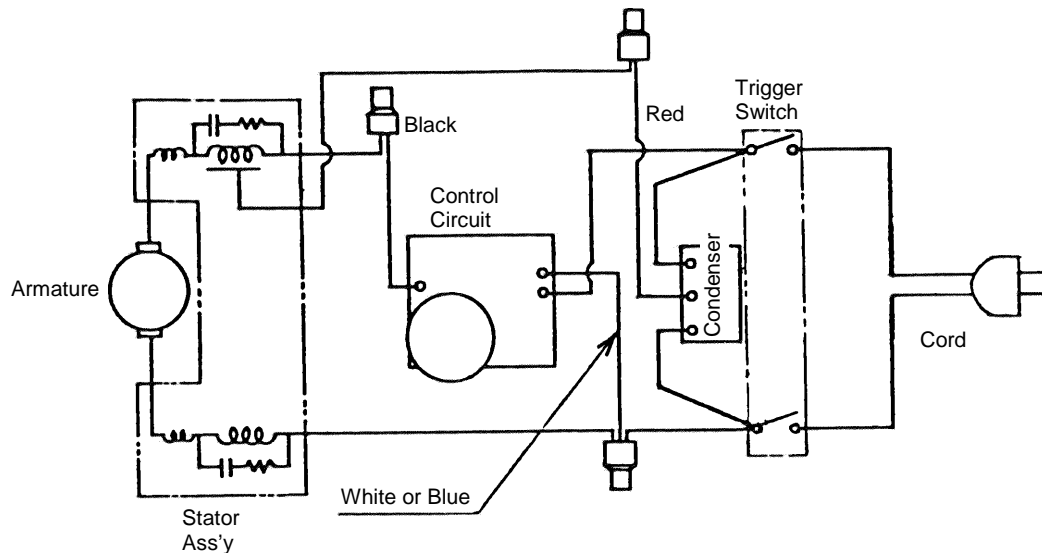 Trigger
Switch
Red
Black
Control
Circuit
Armature
Condenser
Cord
White or Blue
Stator
Ass'y